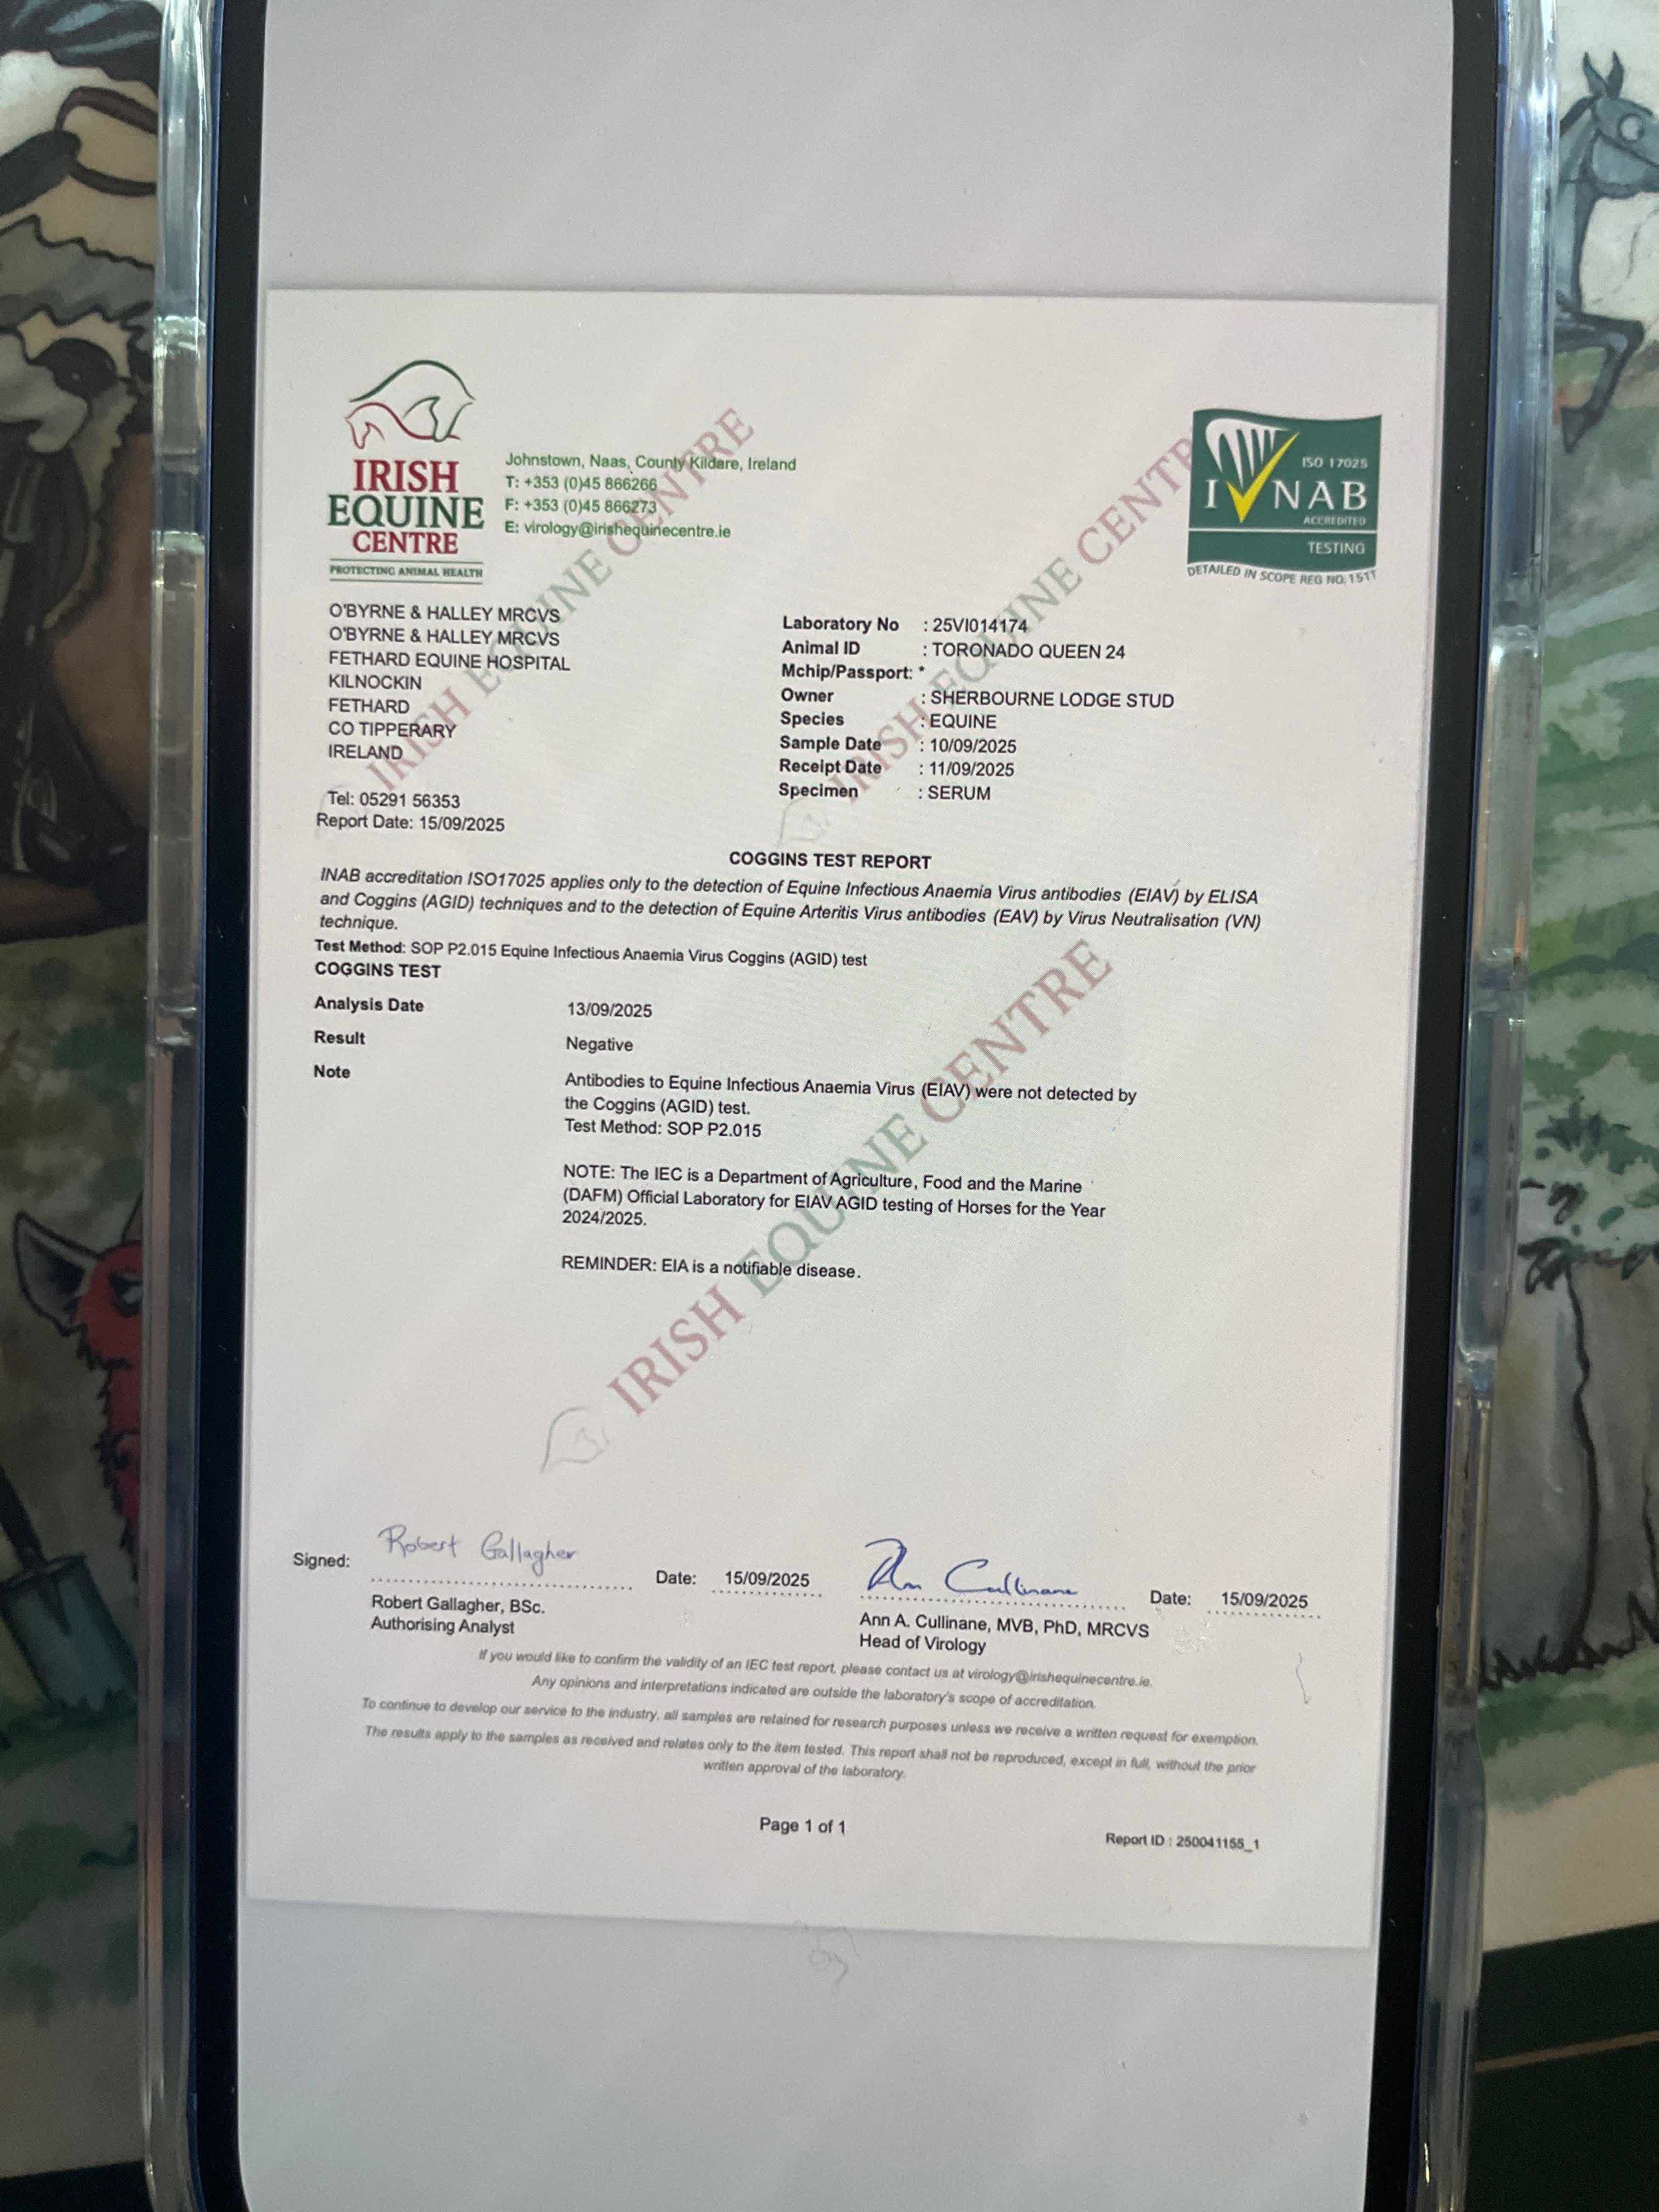 IRISH
EQUINE
CENTRE
PROTECTING ANIMAL HEALTH
Johnstown, Naas, County Kildare, Ireland
T: +353 (0)45 866266
F: +353 (0)45 866273
E: virology@irishequinecentre.ie
ISO 17025
INAB
ACCREDITED
TESTING
DETAILED IN SCOPE REG NO. 151T
O'BYRNE & HALLEY MRCVS
O'BYRNE & HALLEY MRCVS
FETHARD EQUINE HOSPITAL
KILNOCKIN
FETHARD
CO TIPPERARY
IRELAND
Tel: 05291 56353
Report Date: 15/09/2025
Laboratory No : 25VI014174
Animal ID : TORONADO QUEEN 24
Mchip/Passport: *
Owner : SHERBOURNE LODGE STUD
Species : EQUINE
Sample Date : 10/09/2025
Receipt Date : 11/09/2025
Specimen : SERUM
IRISH EQUINE CENTRE
IRISH EQUINE CENTR
COGGINS TEST REPORT
INAB accreditation ISO17025 applies only to the detection of Equine Infectious Anaemia Virus antibodies (EIAV) by ELISA
and Coggins (AGID) techniques and to the detection of Equine Arteritis Virus antibodies (EAV) by Virus Neutralisation (VN)
technique.
Test Method: SOP P2.015 Equine Infectious Anaemia Virus Coggins (AGID) test
COGGINS TEST
Analysis Date 13/09/2025
Result Negative
Note Antibodies to Equine Infectious Anaemia Virus (EIAV) were not detected by
the Coggins (AGID) test.
Test Method: SOP P2.015
NOTE: The IEC is a Department of Agriculture, Food and the Marine
(DAFM) Official Laboratory for EIAV AGID testing of Horses for the Year
2024/2025.
REMINDER: EIA is a notifiable disease.
IRISH EQUINE CENTRE
Signed: Robert Gallagher Date: 15/09/2025 Ann Cullinane Date: 15/09/2025
Robert Gallagher, BSc.
Authorising Analyst
Ann A. Cullinane, MVB, PhD, MRCVS
Head of Virology
If you would like to confirm the validity of an IEC test report, please contact us at virology@irishequinecentre.ie.
Any opinions and interpretations indicated are outside the laboratory's scope of accreditation.
To continue to develop our service to the industry, all samples are retained for research purposes unless we receive a written request for exemption.
The results apply to the samples as received and relates only to the item tested. This report shall not be reproduced, except in full, without the prior
written approval of the laboratory.
Page 1 of 1
Report ID : 250041155_1